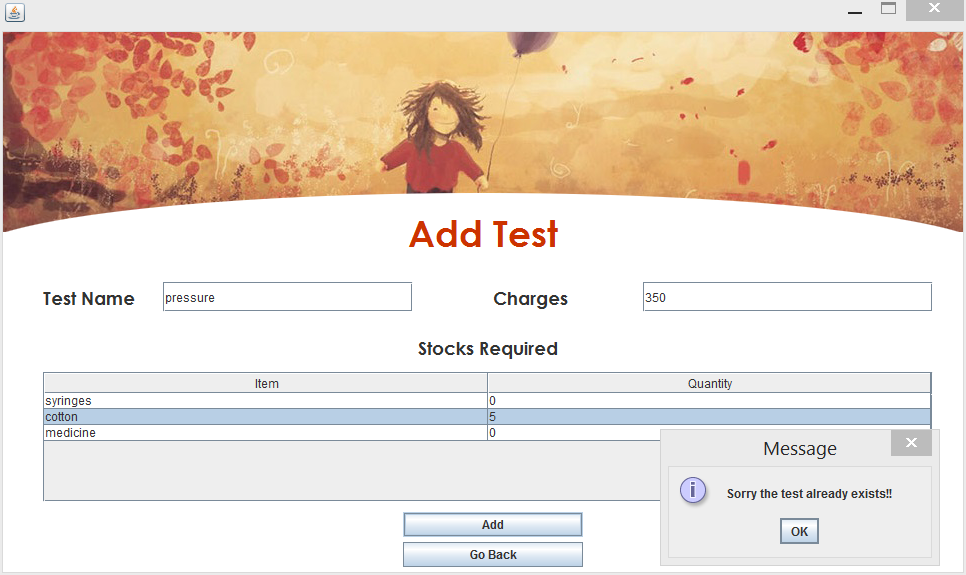 Add Test
Test Name pressure Charges 350
Stocks Required
Item Quantity
syringes 0
cotton 5
medicine 0
Message
Sorry the test already exists!!
OK
Add
Go Back